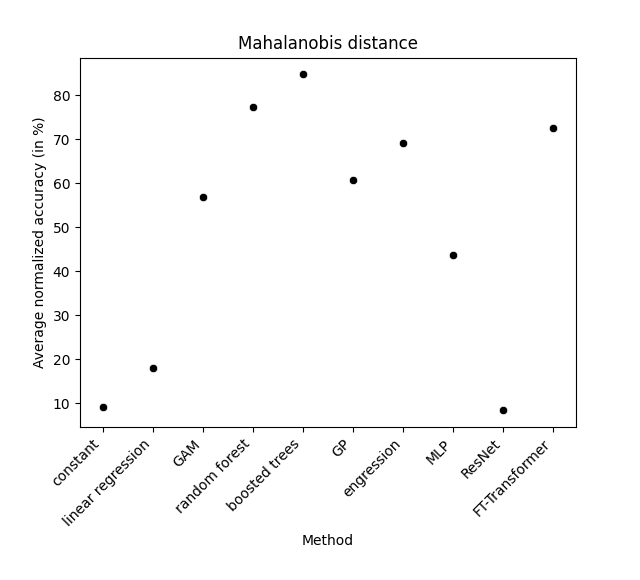 Mahalanobis distance
Average normalized accuracy (in %)
80
70
60
50
40
30
20
10
constant
linear regression
GAM
random forest
boosted trees
GP
engression
MLP
ResNet
FT-Transformer
Method